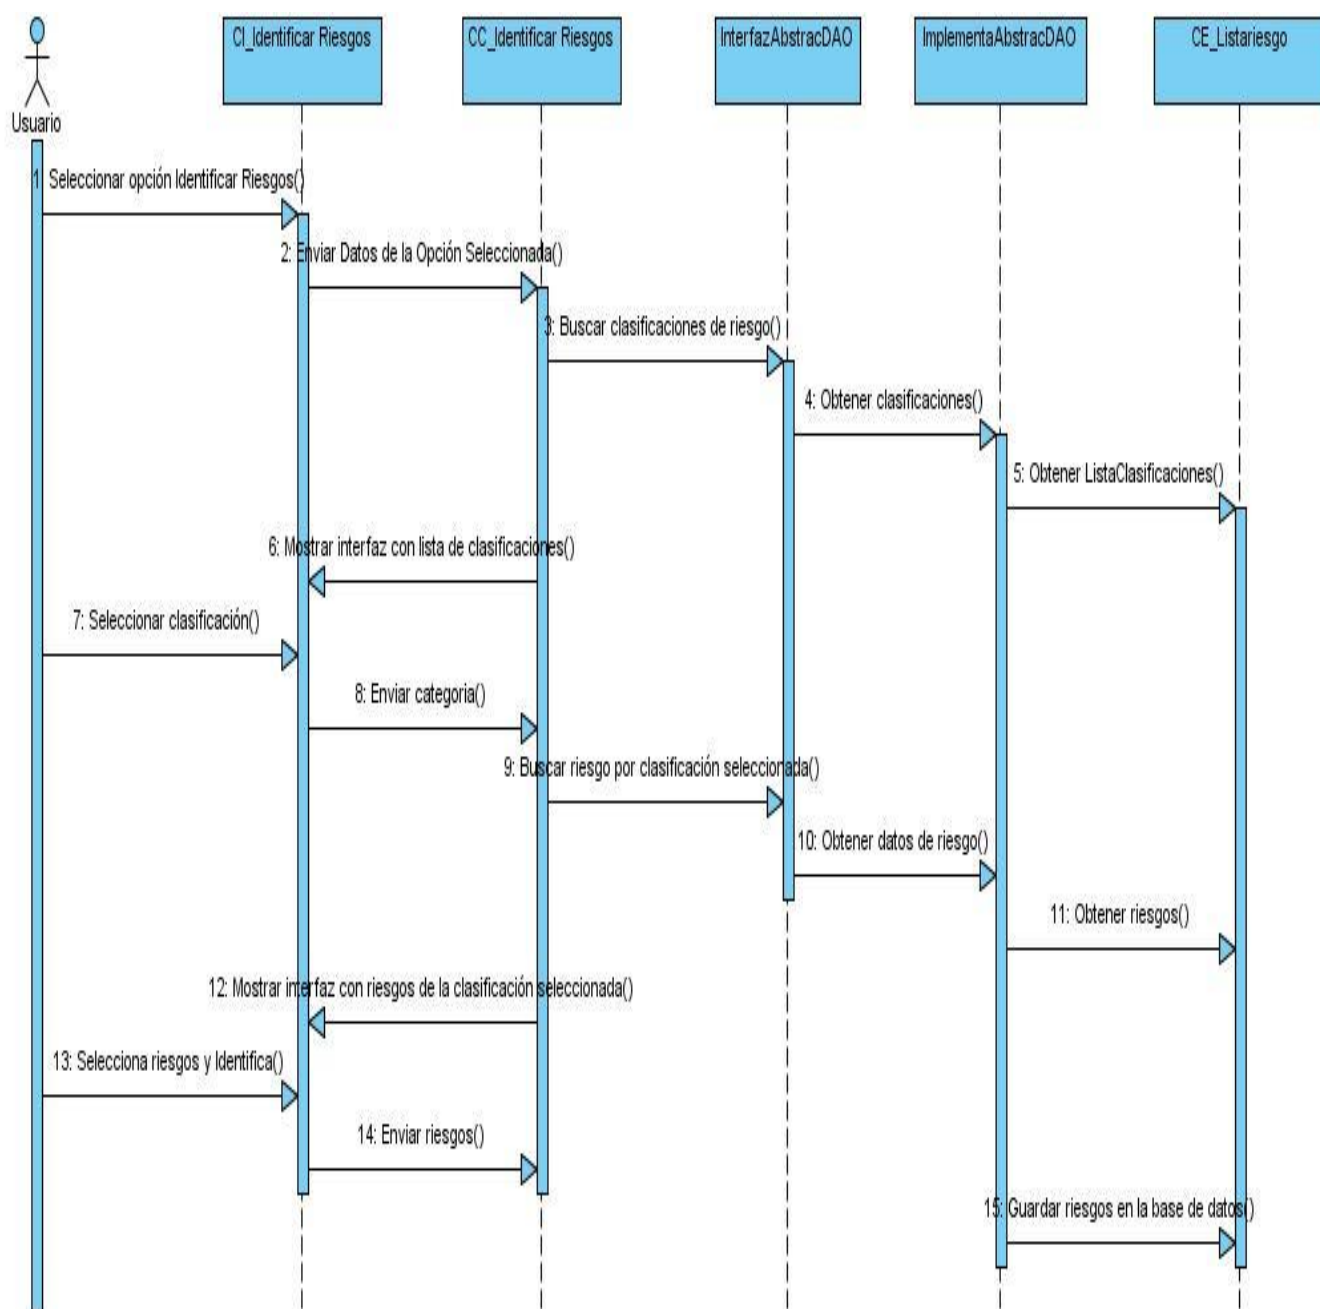 CI_Identificar Riesgos
CC_Identificar Riesgos
InterfazAbstracDAO
ImplementaAbstracDAO
CE_Listariesgo
Usuario
1 Seleccionar opción Identificar Riesgos()
2: Enviar Datos de la Opción Seleccionada()
3: Buscar clasificaciones de riesgo()
4: Obtener clasificaciones()
5: Obtener ListaClasificaciones()
6: Mostrar interfaz con lista de clasificaciones()
7: Seleccionar clasificación()
8: Enviar categoria()
9: Buscar riesgo por clasificación seleccionada()
10: Obtener datos de riesgo()
11: Obtener riesgos()
12: Mostrar interfaz con riesgos de la clasificación seleccionada()
13: Selecciona riesgos y Identifica()
14: Enviar riesgos()
15: Guardar riesgos en la base de datos()